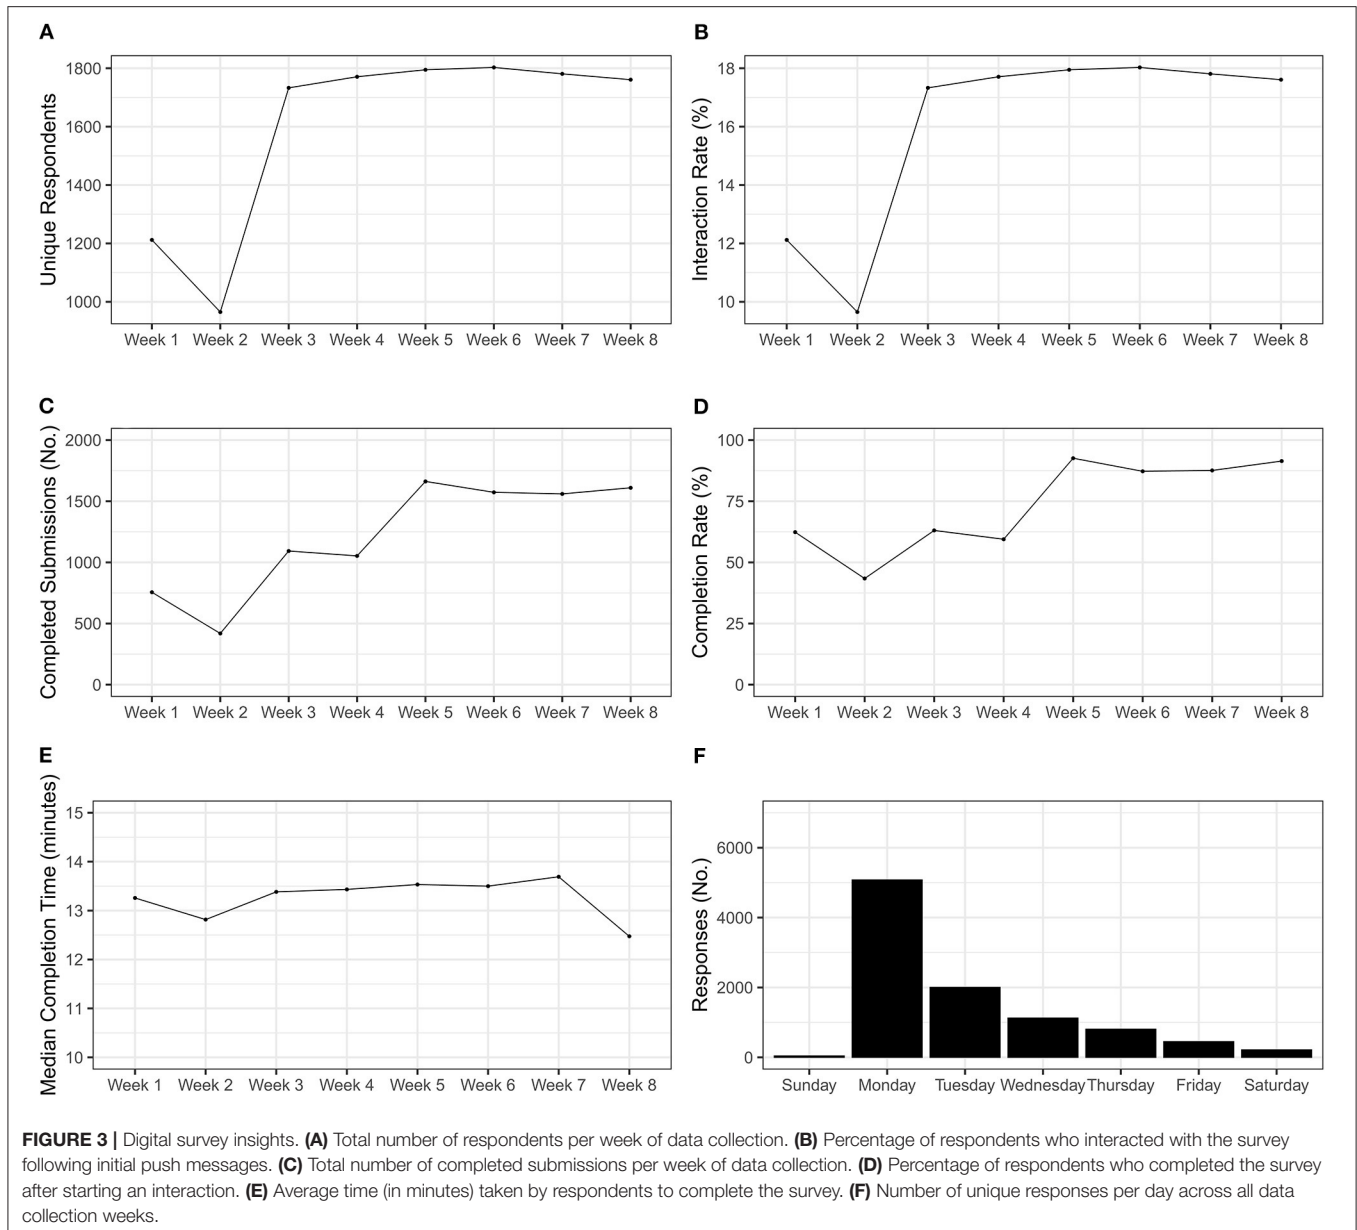 A
Unique Respondents
1800
1600
1400
1200
1000
Week 1 Week 2 Week 3 Week 4 Week 5 Week 6 Week 7 Week 8
B
Interaction Rate (%)
18
16
14
12
10
Week 1 Week 2 Week 3 Week 4 Week 5 Week 6 Week 7 Week 8
C
Completed Submissions (No.)
2000
1500
1000
500
0
Week 1 Week 2 Week 3 Week 4 Week 5 Week 6 Week 7 Week 8
D
Completion Rate (%)
100
75
50
25
0
Week 1 Week 2 Week 3 Week 4 Week 5 Week 6 Week 7 Week 8
E
Median Completion Time (minutes)
15
14
13
12
11
10
Week 1 Week 2 Week 3 Week 4 Week 5 Week 6 Week 7 Week 8
F
Responses (No.)
6000
4000
2000
0
Sunday Monday Tuesday Wednesday Thursday Friday Saturday
FIGURE 3 | Digital survey insights. (A) Total number of respondents per week of data collection. (B) Percentage of respondents who interacted with the survey
following initial push messages. (C) Total number of completed submissions per week of data collection. (D) Percentage of respondents who completed the survey
after starting an interaction. (E) Average time (in minutes) taken by respondents to complete the survey. (F) Number of unique responses per day across all data
collection weeks.